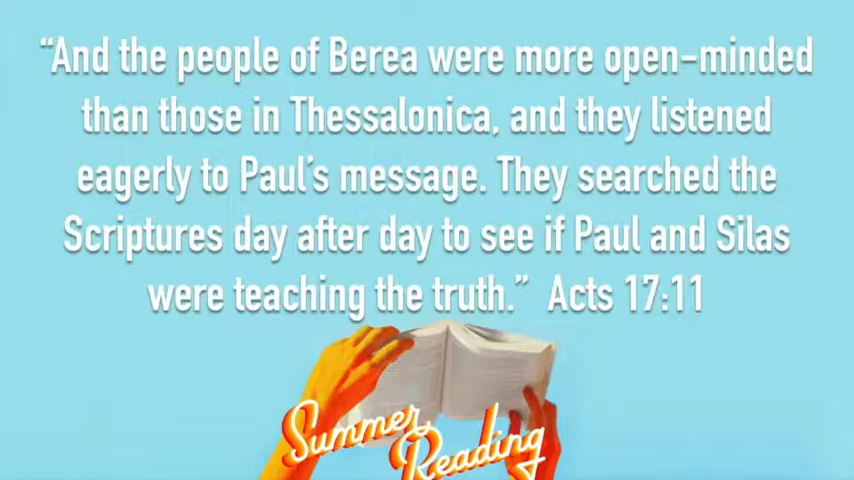 “And the people of Berea were more open-minded
than those in Thessalonica, and they listened
eagerly to Paul’s message. They searched the
Scriptures day after day to see if Paul and Silas
were teaching the truth.” Acts 17:11
Summer
Reading